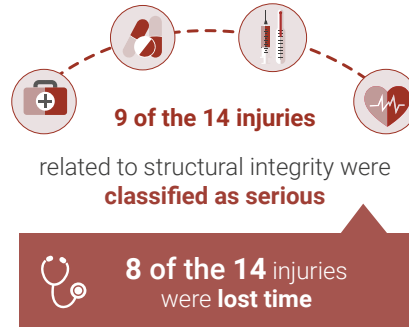 9 of the 14 injuries
related to structural integrity were
classified as serious
8 of the 14 injuries
were lost time